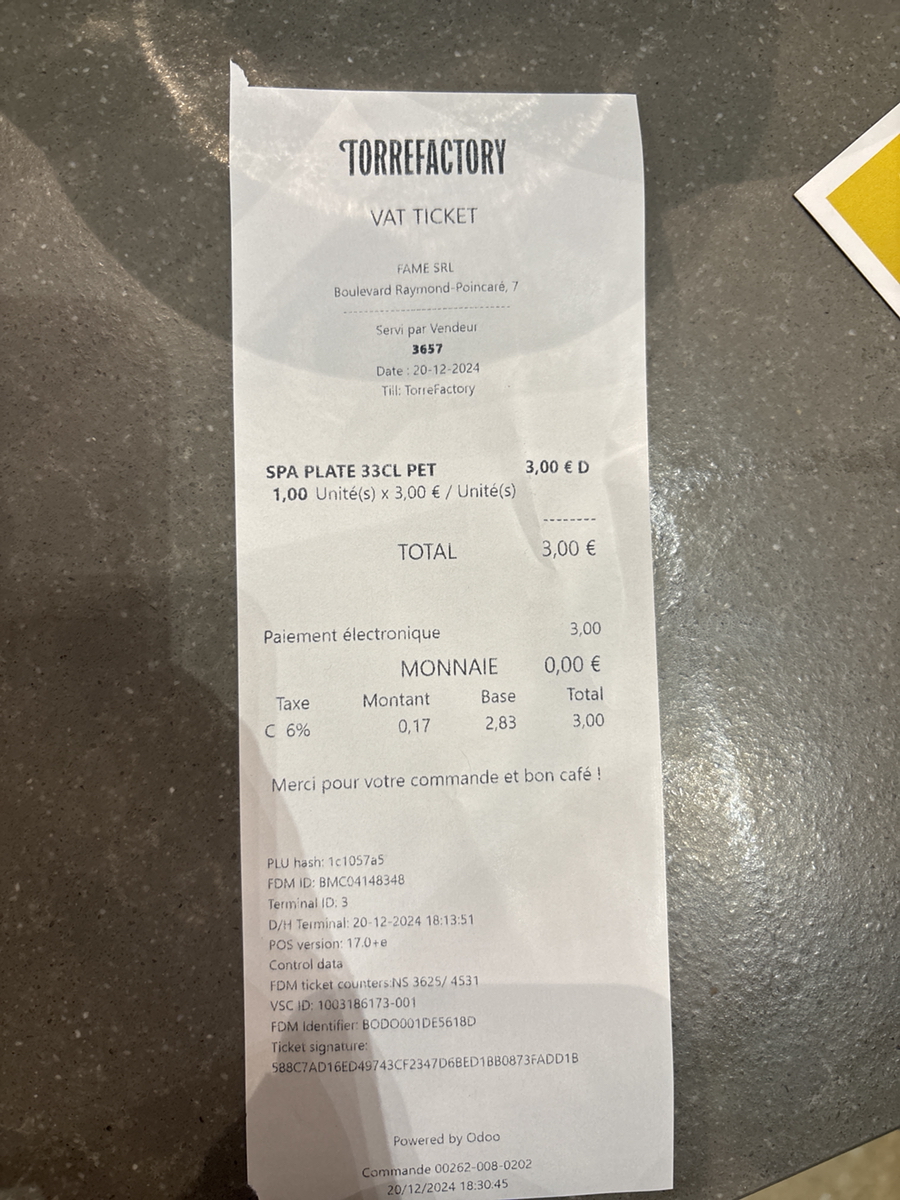 TORREFACTORY
VAT TICKET
FAME SRL
Boulevard Raymond-Poincaré, 7
--------------------------------
Servi par Vendeur
3657
Date : 20-12-2024
Till: TorreFactory
SPA PLATE 33CL PET 3,00 € D
1,00 Unité(s) x 3,00 € / Unité(s)
--------
TOTAL 3,00 €
Paiement électronique 3,00
MONNAIE 0,00 €
Taxe Montant Base Total
C 6% 0,17 2,83 3,00
Merci pour votre commande et bon café !
PLU hash: 1c1057a5
FDM ID: BMC04148348
Terminal ID: 3
D/H Terminal: 20-12-2024 18:13:51
POS version: 17.0+e
Control data
FDM ticket counters:NS 3625/ 4531
VSC ID: 1003186173-001
FDM Identifier: BODO001DE5618D
Ticket signature:
588C7AD16ED49743CF2347D6BED1BB0873FADD1B
Powered by Odoo
Commande 00262-008-0202
20/12/2024 18:30:45